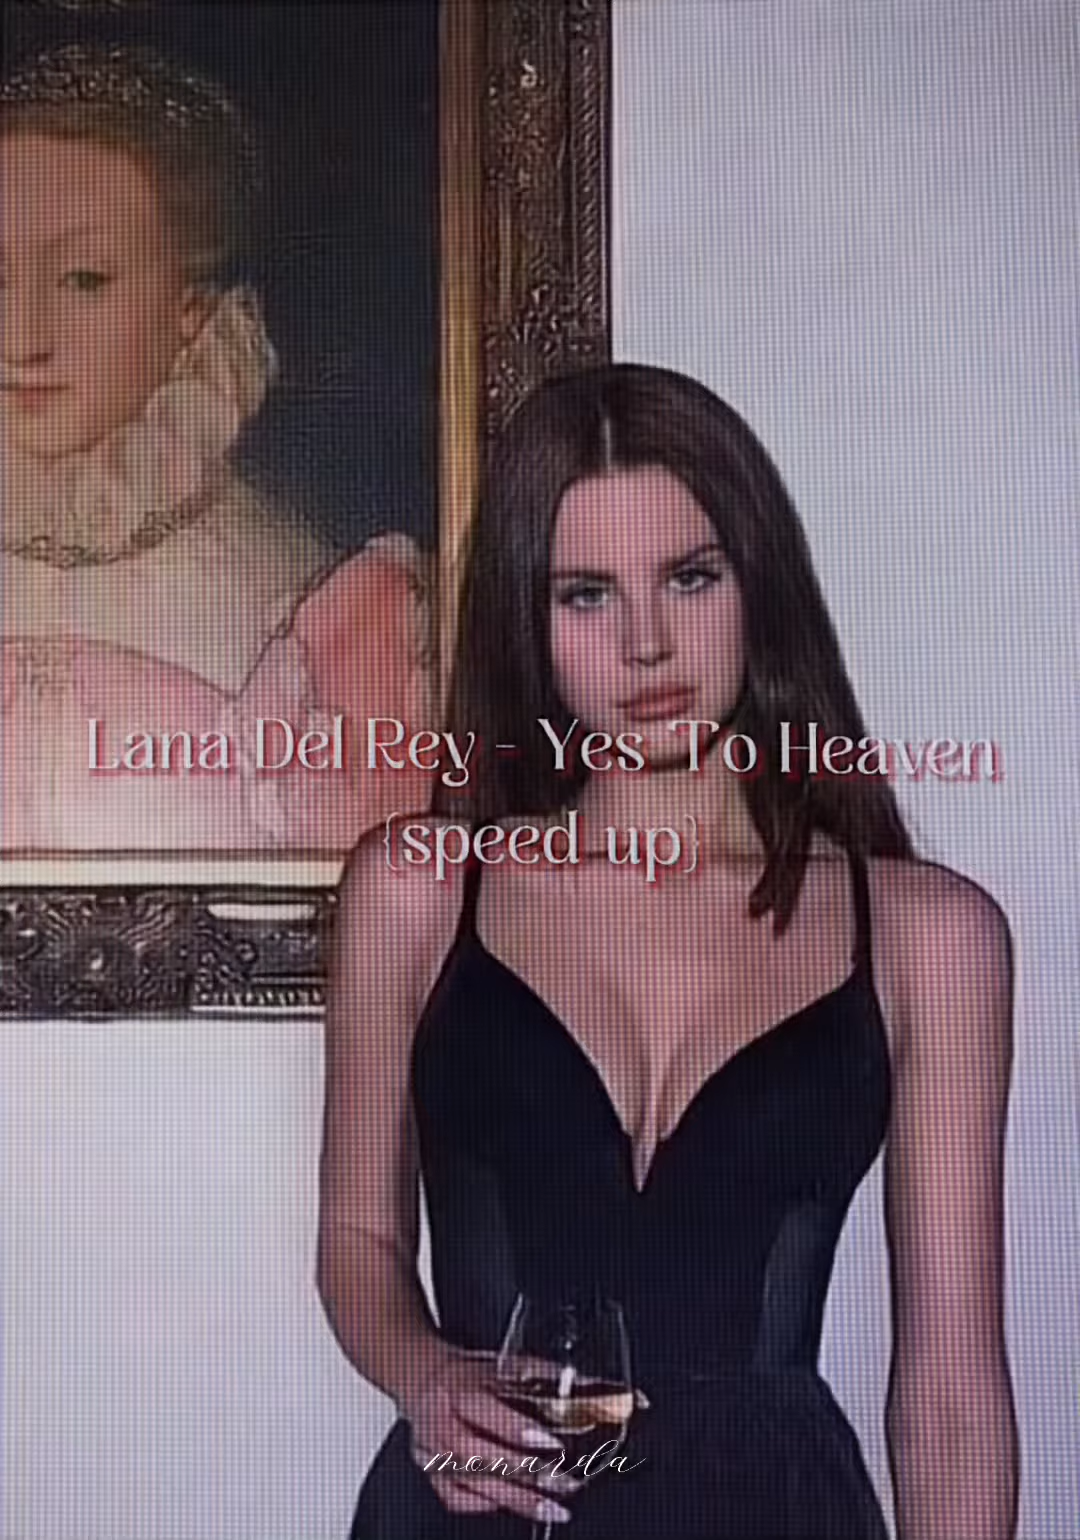 Lana Del Rey - Yes To Heaven
{speed up}
monarda